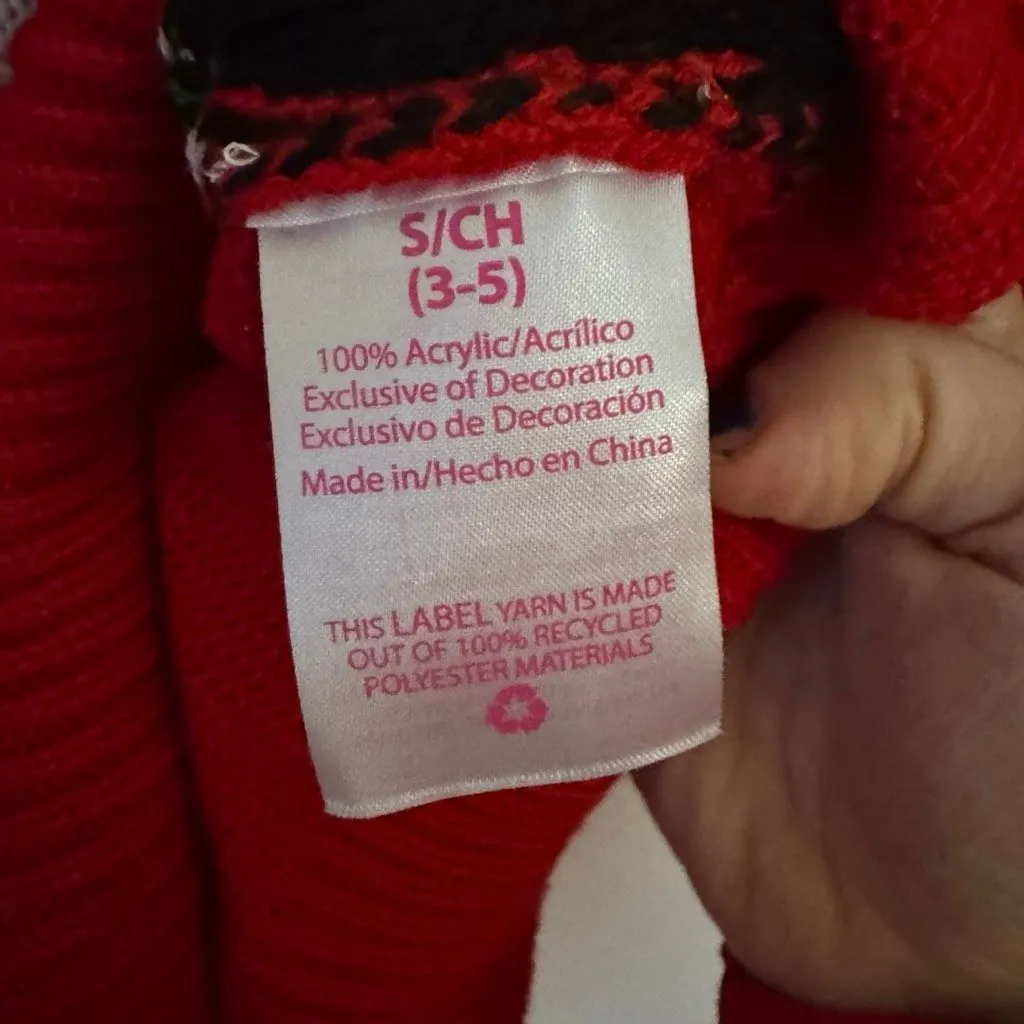 S/CH
(3-5)
100% Acrylic/Acrílico
Exclusive of Decoration
Exclusivo de Decoración
Made in/Hecho en China
THIS LABEL YARN IS MADE
OUT OF 100% RECYCLED
POLYESTER MATERIALS